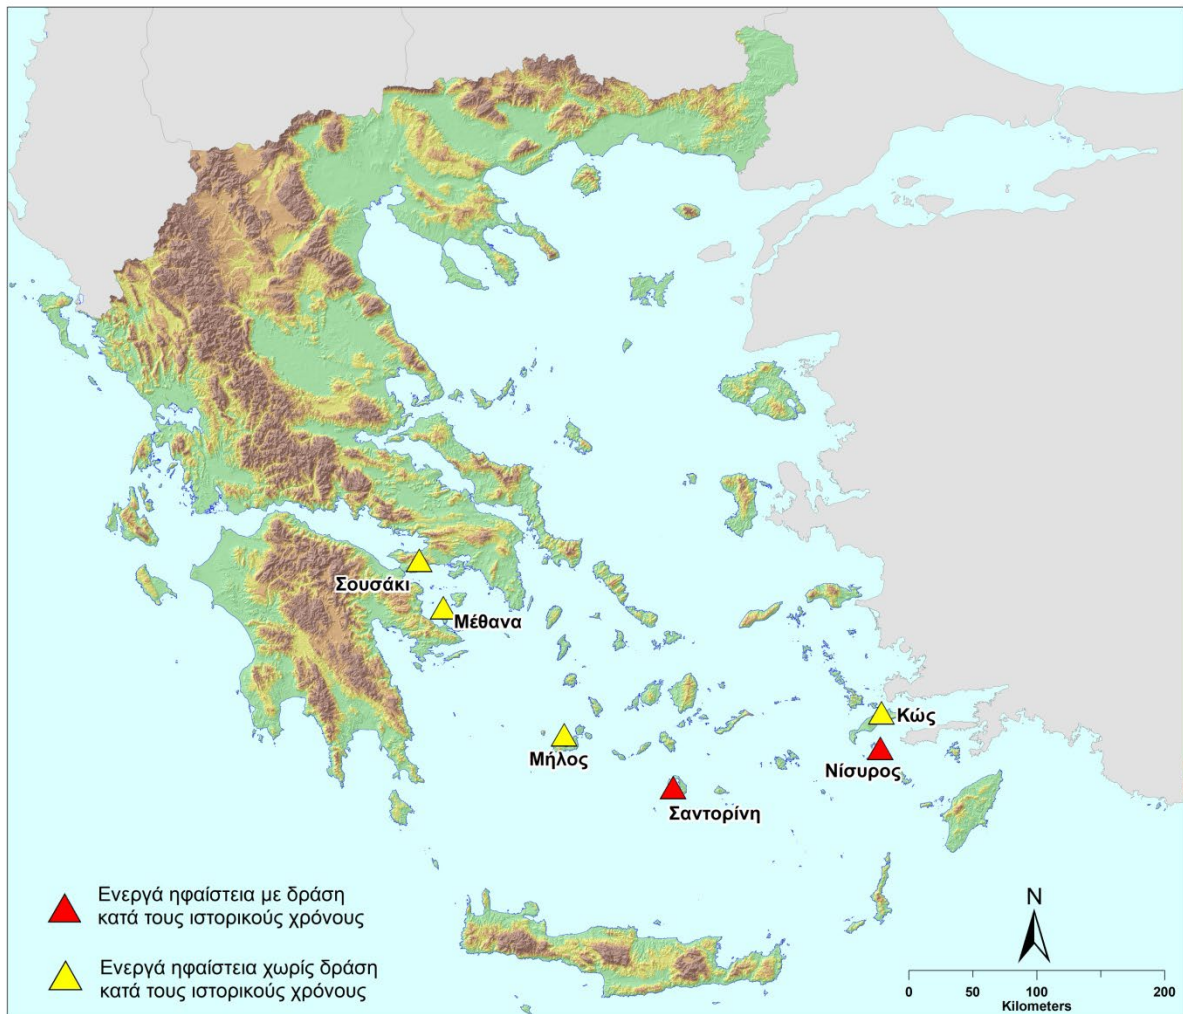 Σουσάκι
Μέθανα
Κώς
Μήλος
Νίσυρος
Σαντορίνη
Ενεργά ηφαίστεια με δράση
κατά τους ιστορικούς χρόνους
Ενεργά ηφαίστεια χωρίς δράση
κατά τους ιστορικούς χρόνους
N
0 50 100 200
Kilometers